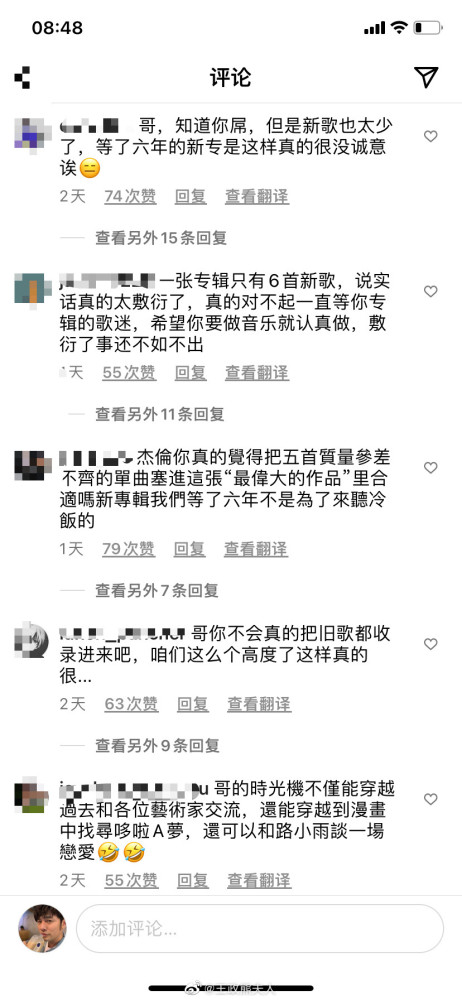 08:48
评论
哥，知道你屌，但是新歌也太少
了，等了六年的新专是这样真的很没诚意
诶😑
2天 74次赞 回复 查看翻译
查看另外15条回复
一张专辑只有6首新歌，说实
话真的太敷衍了，真的对不起一直等你专
辑的歌迷，希望你要做音乐就认真做，敷
衍了事还不如不出
天 55次赞 回复 查看翻译
查看另外11条回复
杰倫你真的覺得把五首質量參差
不齊的單曲塞進這張“最偉大的作品”里合
適嗎新專輯我們等了六年不是為了來聽冷
飯的
1天 79次赞 回复 查看翻译
查看另外7条回复
哥你不会真的把旧歌都收
录进来吧，咱们这么个高度了这样真的
很...
2天 63次赞 回复 查看翻译
查看另外9条回复
u 哥的時光機不僅能穿越
過去和各位藝術家交流，還能穿越到漫畫
中找尋哆啦A夢，還可以和路小雨談一場
戀愛🤣🤣
2天 55次赞 回复 查看翻译
添加评论...